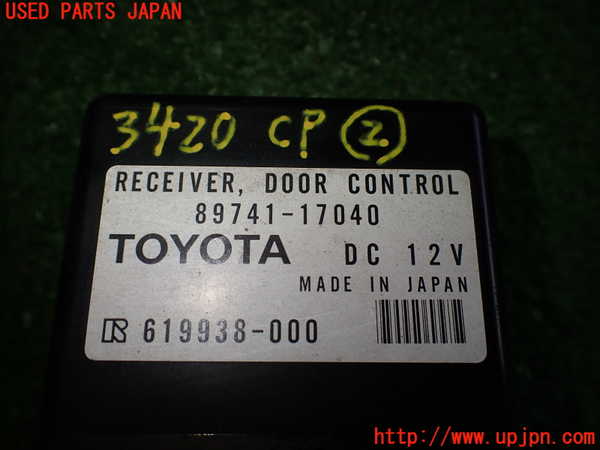 USED PARTS JAPAN
3420 CP ②
RECEIVER, DOOR CONTROL
89741-17040
TOYOTA DC 12V
MADE IN JAPAN
R 619938-000
http://www.upjpn.com